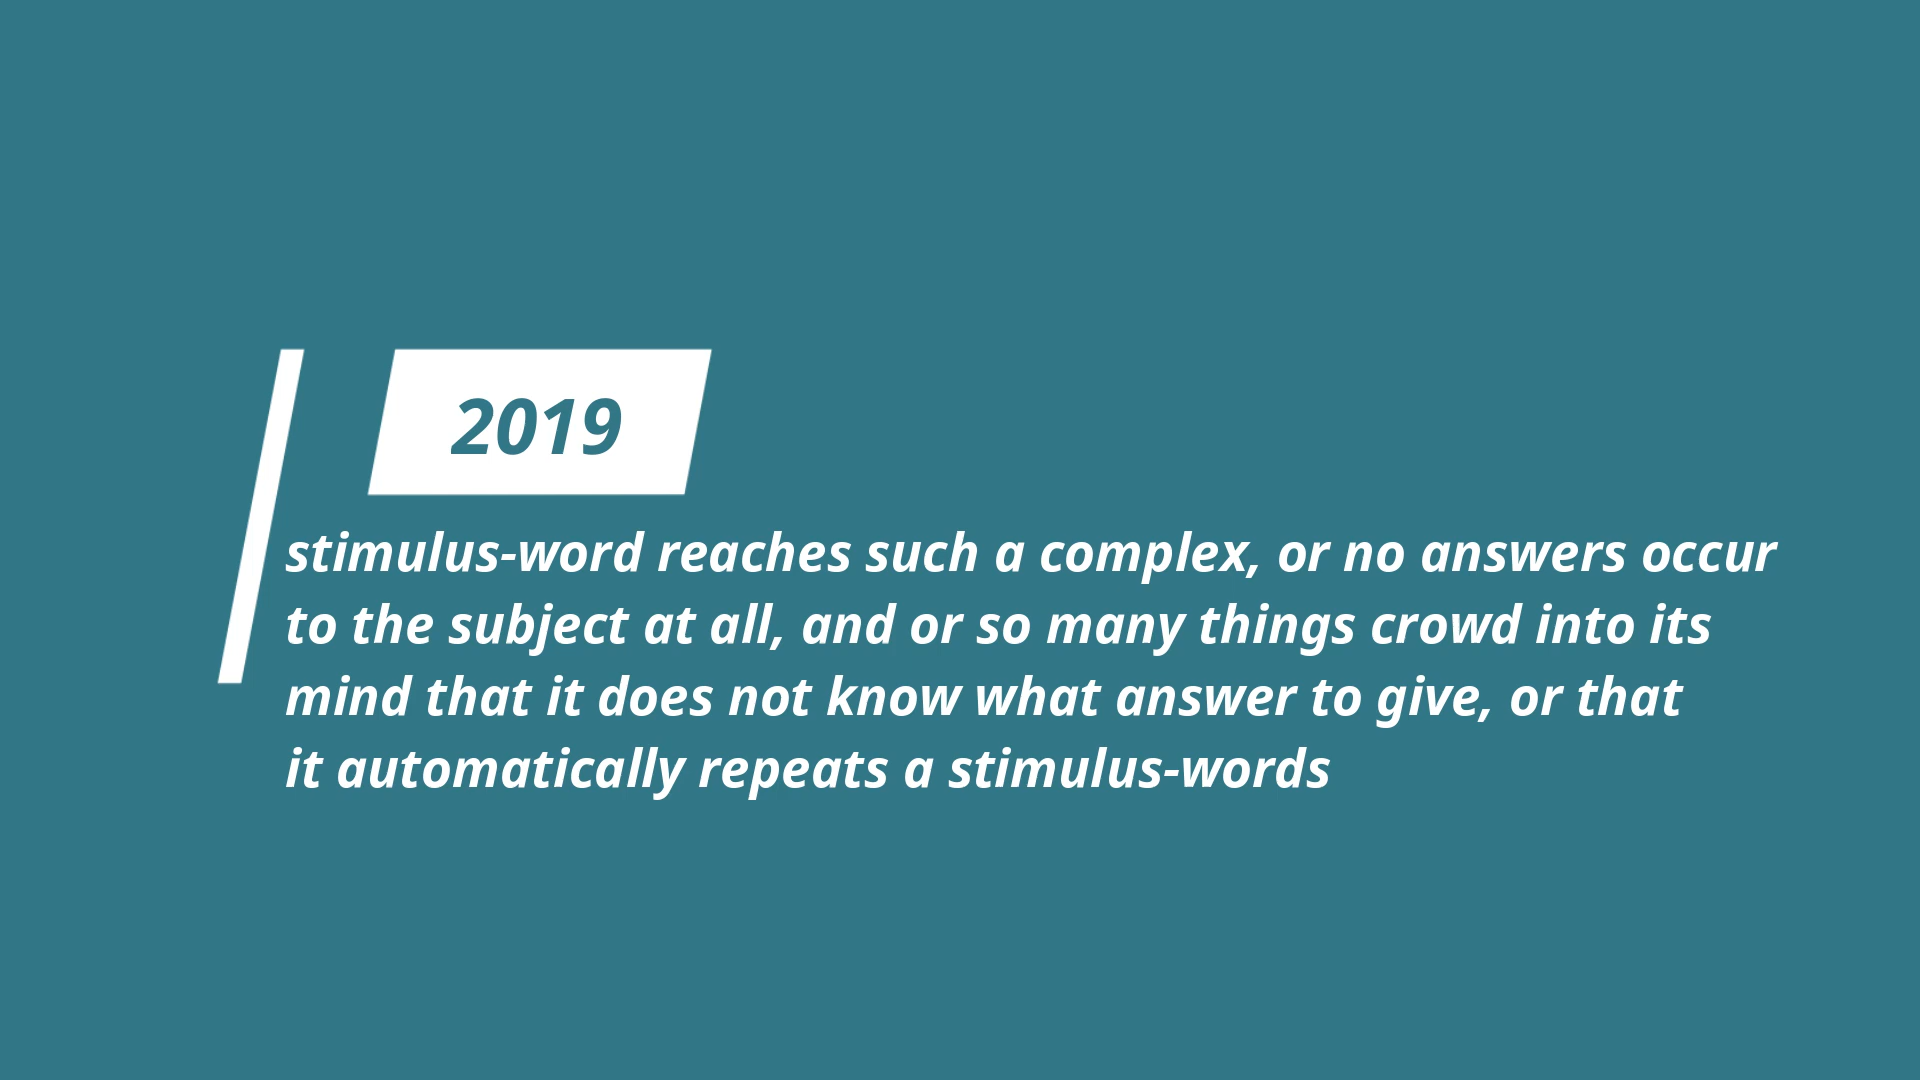 2019
stimulus-word reaches such a complex, or no answers occur
to the subject at all, and or so many things crowd into its
mind that it does not know what answer to give, or that
it automatically repeats a stimulus-words